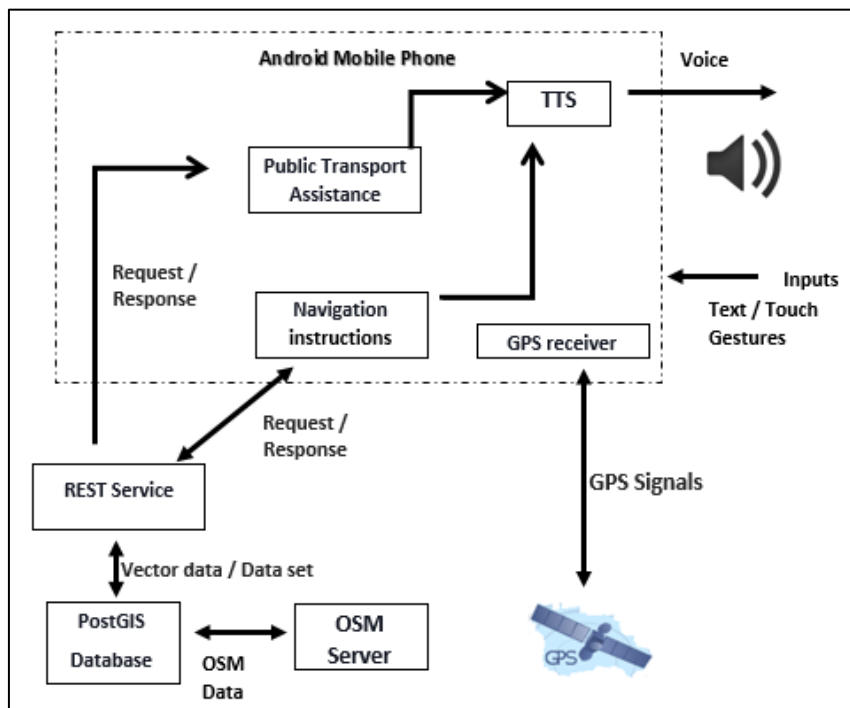 Android Mobile Phone
TTS
Voice
Public Transport
Assistance
Request /
Response
Navigation
instructions
GPS receiver
Inputs
Text / Touch
Gestures
Request /
Response
REST Service
GPS Signals
Vector data / Data set
PostGIS
Database
OSM
Data
OSM
Server
GPS